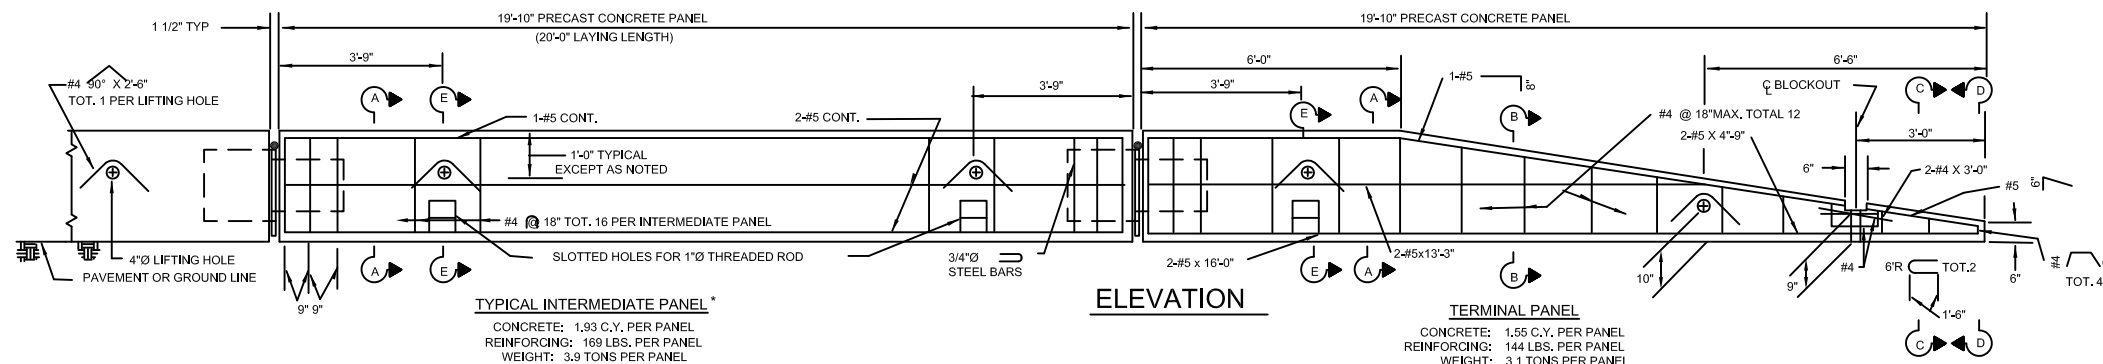 1 1/2" TYP
19'-10" PRECAST CONCRETE PANEL
(20'-0" LAYING LENGTH)
19'-10" PRECAST CONCRETE PANEL
3'-9"
3'-9"
6'-0"
3'-9"
6'-6"
#4 90° X 2'-6"
TOT. 1 PER LIFTING HOLE
A
E
1-#5 CONT.
2-#5 CONT.
1'-0" TYPICAL
EXCEPT AS NOTED
E
A
1-#5
8"
B
℄ BLOCKOUT
C
D
#4 @ 18"MAX. TOTAL 12
2-#5 X 4'-9"
3'-0"
6"
2-#4 X 3'-0"
#5
6"
#4 @ 18" TOT. 16 PER INTERMEDIATE PANEL
SLOTTED HOLES FOR 1"Ø THREADED ROD
4"Ø LIFTING HOLE
PAVEMENT OR GROUND LINE
A
E
3/4"Ø
STEEL BARS
2-#5 x 16'-0"
2-#5x13'-3"
E
A
B
10"
9"
#4
6'R
TOT.2
6"
#4
TOT. 4
1'-6"
C
D
9" 9"
TYPICAL INTERMEDIATE PANEL *
CONCRETE: 1.93 C.Y. PER PANEL
REINFORCING: 169 LBS. PER PANEL
WEIGHT: 3.9 TONS PER PANEL
ELEVATION
TERMINAL PANEL
CONCRETE: 1.55 C.Y. PER PANEL
REINFORCING: 144 LBS. PER PANEL
WEIGHT: 3.1 TONS PER PANEL